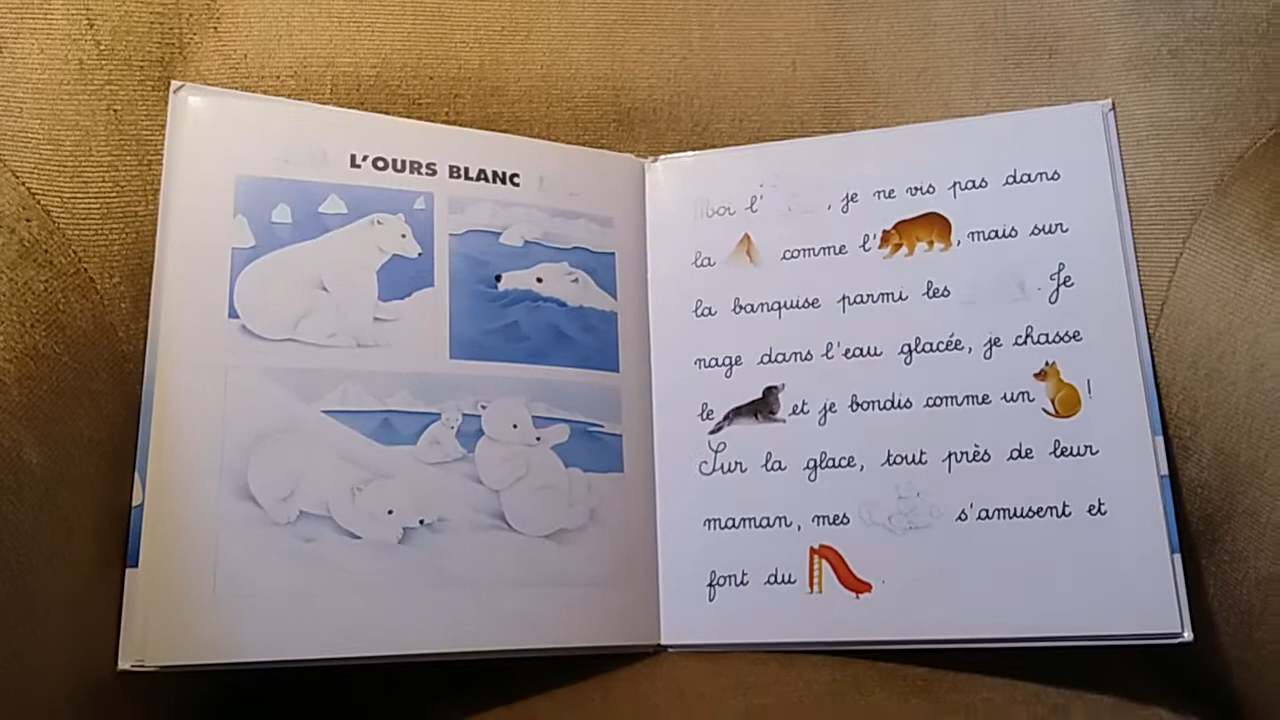 L'OURS BLANC
Moi l' , je ne vis pas dans
la comme l' , mais sur
la banquise parmi les . Je
nage dans l'eau glacée, je chasse
le et je bondis comme un !
Sur la glace, tout près de leur
maman, mes s'amusent et
font du .